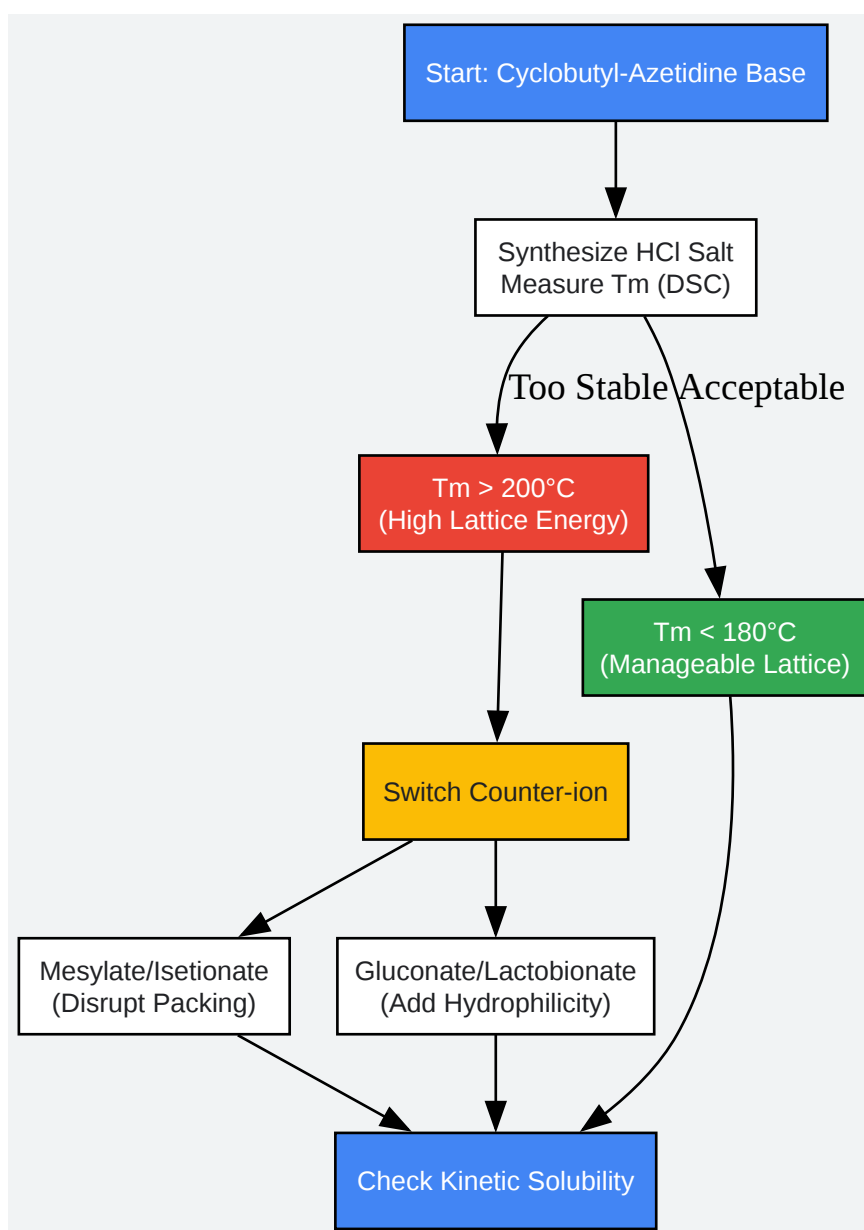 Start: Cyclobutyl-Azetidine Base
Synthesize HCl Salt
Measure Tm (DSC)
Too Stable
Acceptable
Tm > 200°C
(High Lattice Energy)
Tm < 180°C
(Manageable Lattice)
Switch Counter-ion
Mesylate/Isetionate
(Disrupt Packing)
Gluconate/Lactobionate
(Add Hydrophilicity)
Check Kinetic Solubility